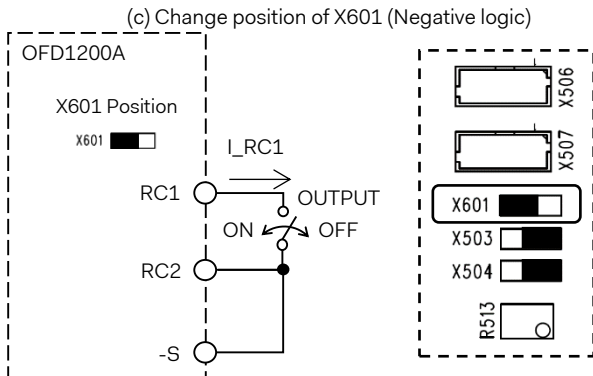 (c) Change position of X601 (Negative logic)
OFD1200A
X601 Position
X601
I_RC1
RC1
OUTPUT
ON
OFF
RC2
-S
X506
X507
X601
X503
X504
R513